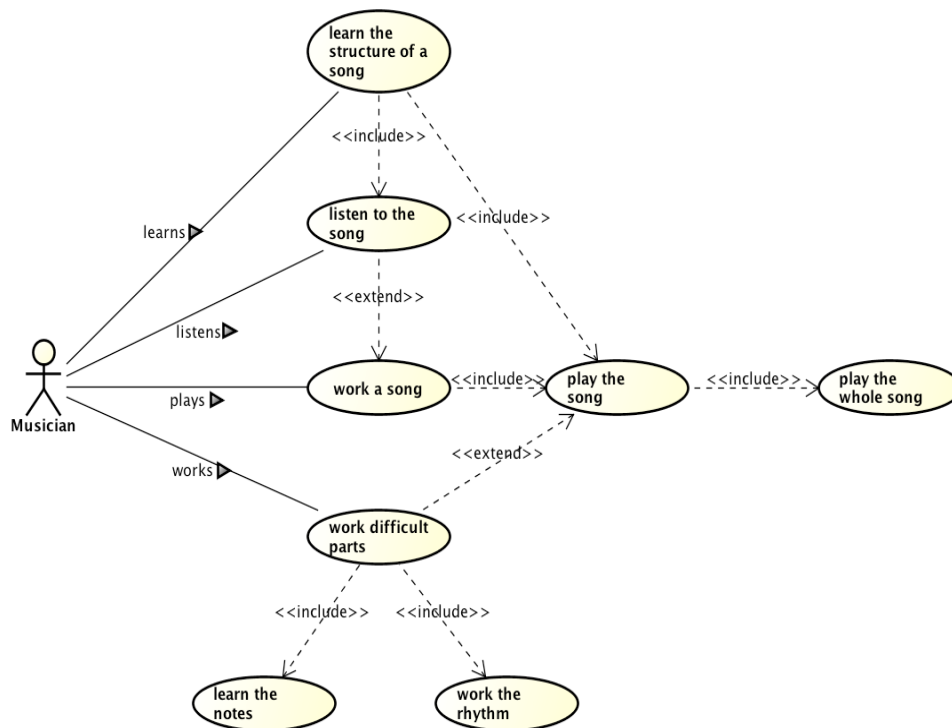 learn the
structure of a
song
<<include>>
listen to the
song
<<include>>
learns
<<extend>>
listens
work a song
<<include>>
play the
song
<<include>>
play the
whole song
plays
Musician
<<extend>>
works
work difficult
parts
<<include>>
<<include>>
learn the
notes
work the
rhythm